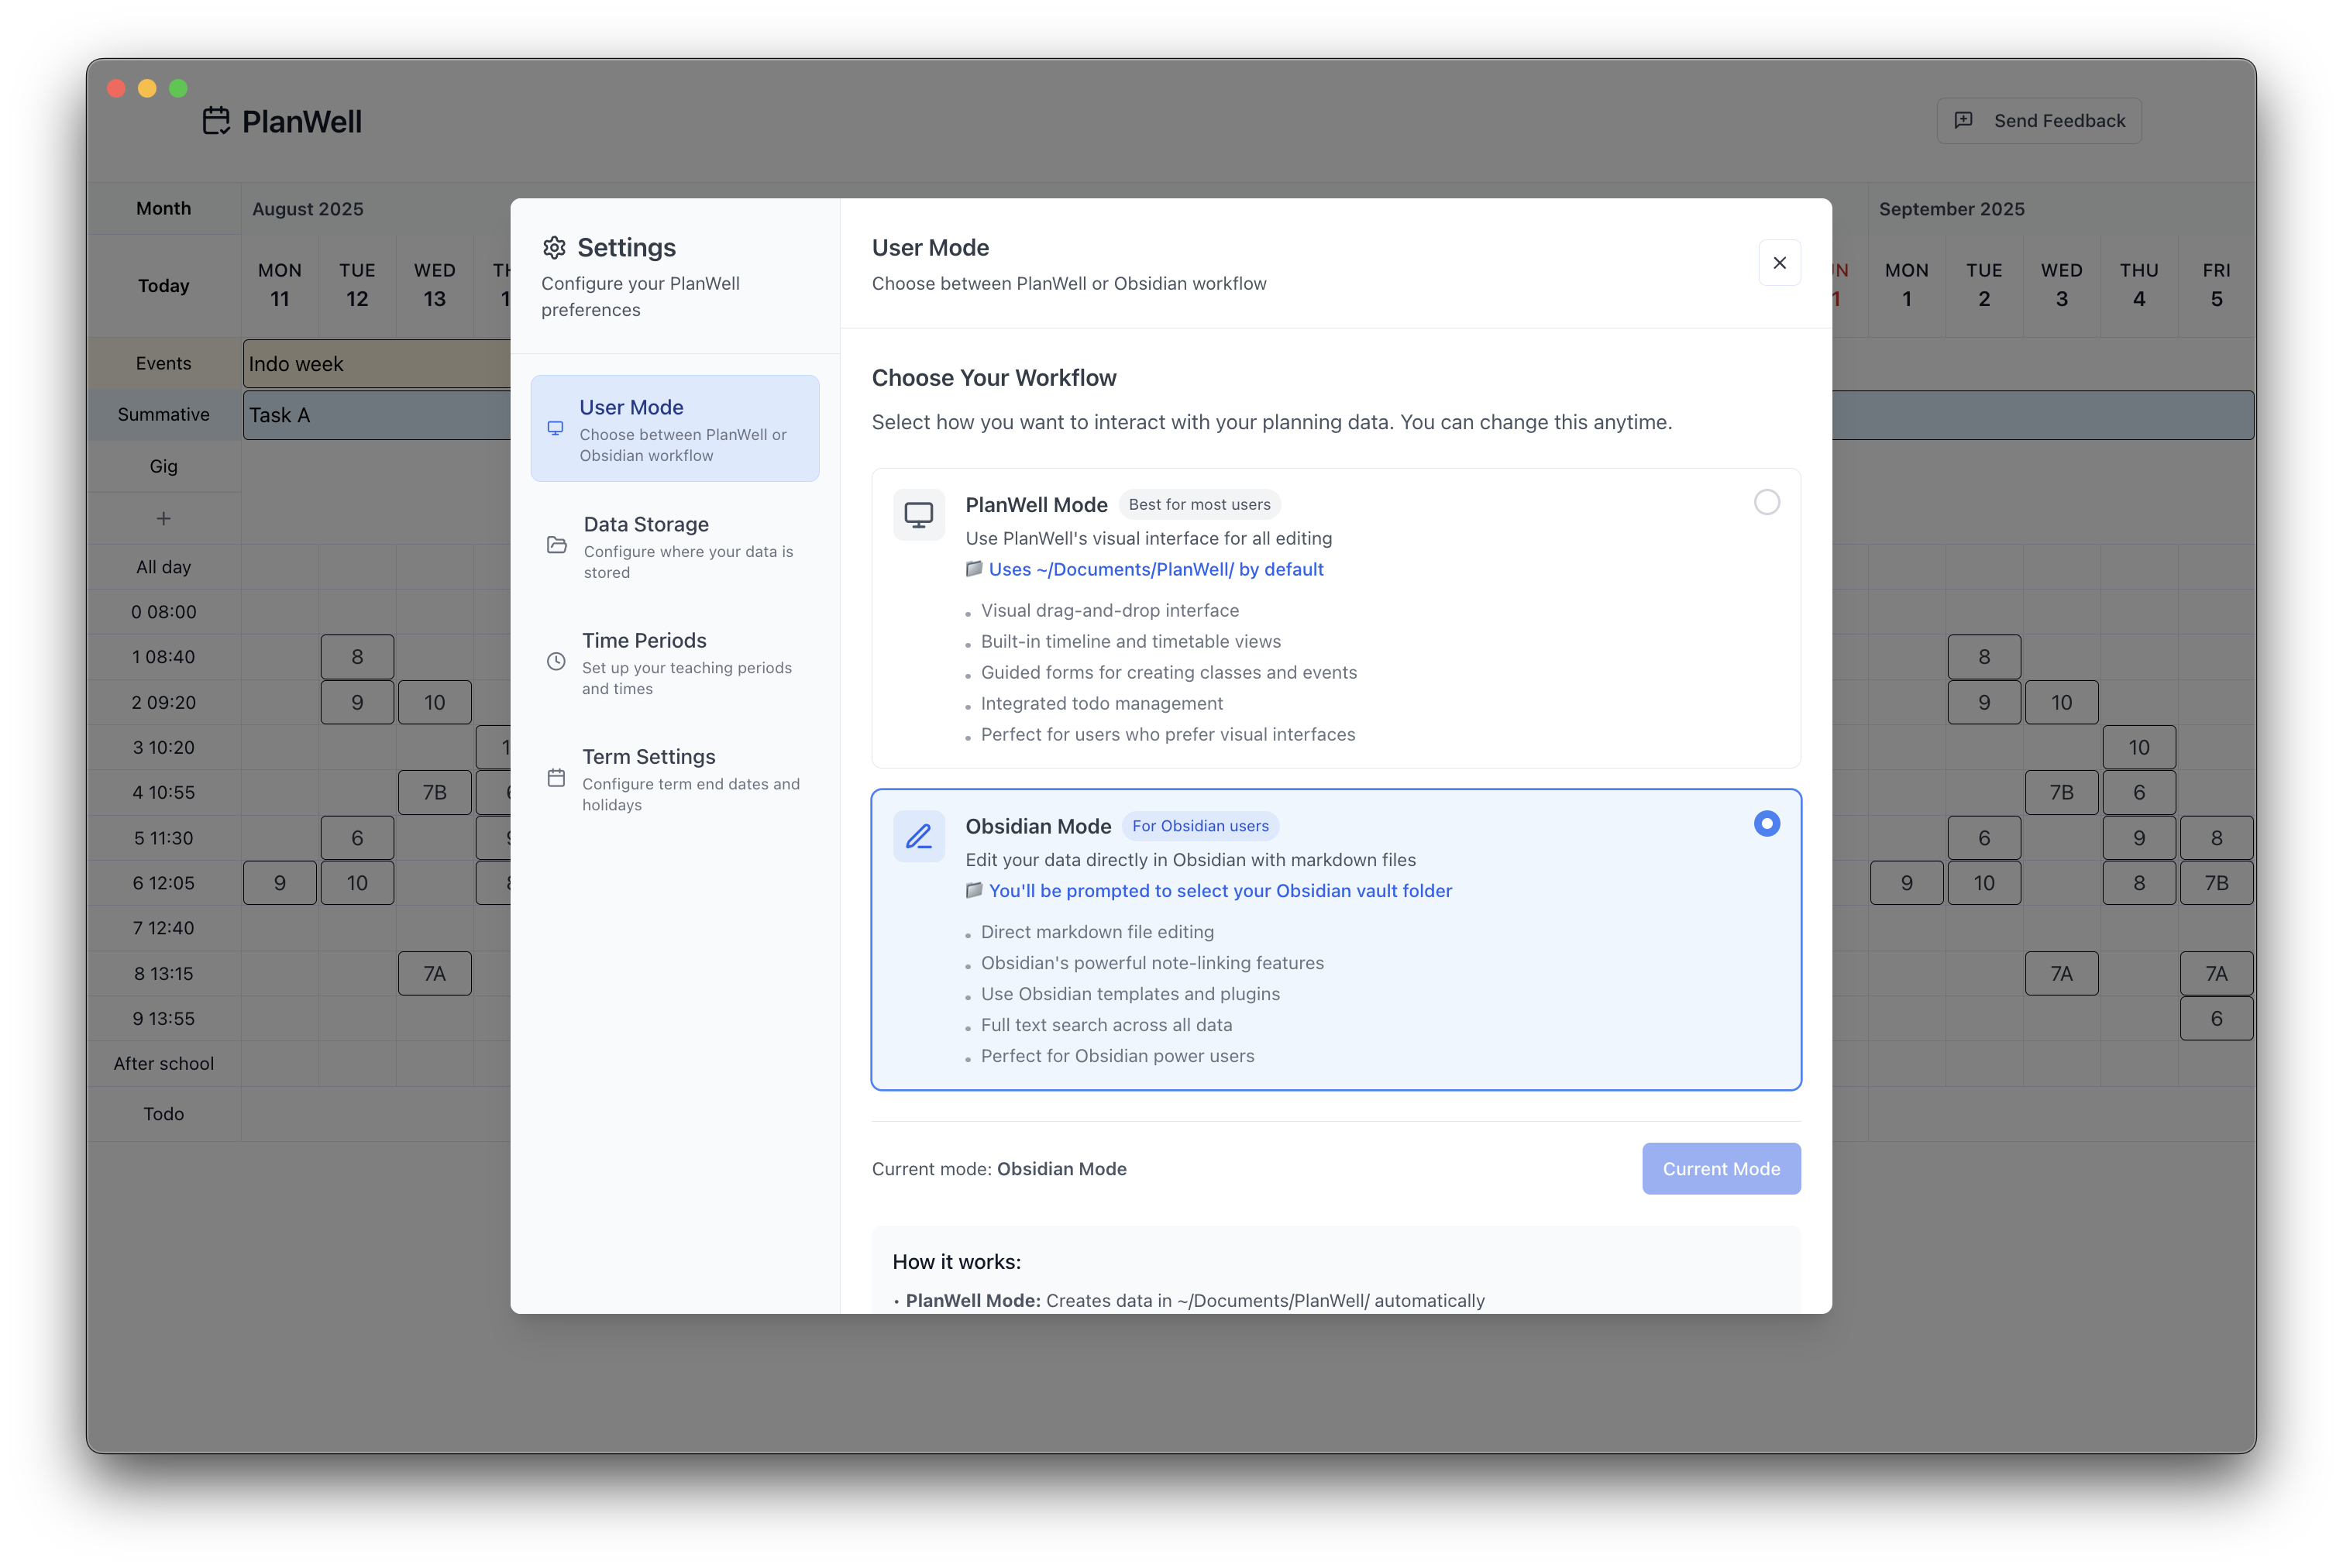 PlanWell
Send Feedback
Month
August 2025
September 2025
Today
MON
11
TUE
12
WED
13
MON
1
TUE
2
WED
3
THU
4
FRI
5
Events
Indo week
Summative
Task A
Gig
+
All day
0 08:00
1 08:40
8
8
2 09:20
9
10
9
10
3 10:20
10
4 10:55
7B
7B
6
5 11:30
6
6
9
8
6 12:05
9
10
9
10
8
7B
7 12:40
8 13:15
7A
7A
7A
9 13:55
6
After school
Todo
Settings
Configure your PlanWell
preferences
User Mode
Choose between PlanWell or
Obsidian workflow
Data Storage
Configure where your data is
stored
Time Periods
Set up your teaching periods
and times
Term Settings
Configure term end dates and
holidays
User Mode
Choose between PlanWell or Obsidian workflow
Choose Your Workflow
Select how you want to interact with your planning data. You can change this anytime.
PlanWell Mode
Best for most users
Use PlanWell's visual interface for all editing
Uses ~/Documents/PlanWell/ by default
• Visual drag-and-drop interface
• Built-in timeline and timetable views
• Guided forms for creating classes and events
• Integrated todo management
• Perfect for users who prefer visual interfaces
Obsidian Mode
For Obsidian users
Edit your data directly in Obsidian with markdown files
You'll be prompted to select your Obsidian vault folder
• Direct markdown file editing
• Obsidian's powerful note-linking features
• Use Obsidian templates and plugins
• Full text search across all data
• Perfect for Obsidian power users
Current mode: Obsidian Mode
Current Mode
How it works:
• PlanWell Mode: Creates data in ~/Documents/PlanWell/ automatically